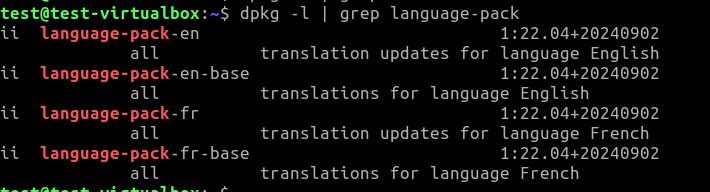 test@test-virtualbox:~$ dpkg -l | grep language-pack
ii  language-pack-en                              1:22.04+20240902
             all          translation updates for language English
ii  language-pack-en-base                         1:22.04+20240902
             all          translations for language English
ii  language-pack-fr                              1:22.04+20240902
             all          translation updates for language French
ii  language-pack-fr-base                         1:22.04+20240902
             all          translations for language French
test@test-virtualbox:~$